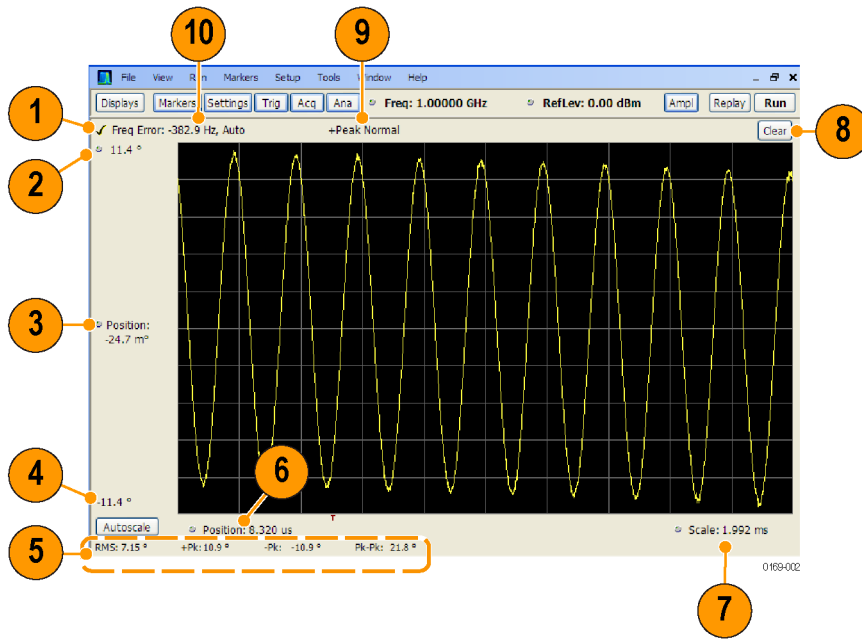 10
9
File View Run Markers Setup Tools Window Help
Displays Markers Settings Trig Acq Ana Freq: 1.00000 GHz RefLev: 0.00 dBm Ampl Replay Run
1
Freq Error: -382.9 Hz, Auto +Peak Normal Clear
8
2
11.4 °
3
Position:
-24.7 m°
4
-11.4 °
6
Autoscale Position: 8.320 us T Scale: 1.992 ms
5
RMS: 7.15 ° +Pk: 10.9 ° -Pk: -10.9 ° Pk-Pk: 21.8 °
0169-002
7